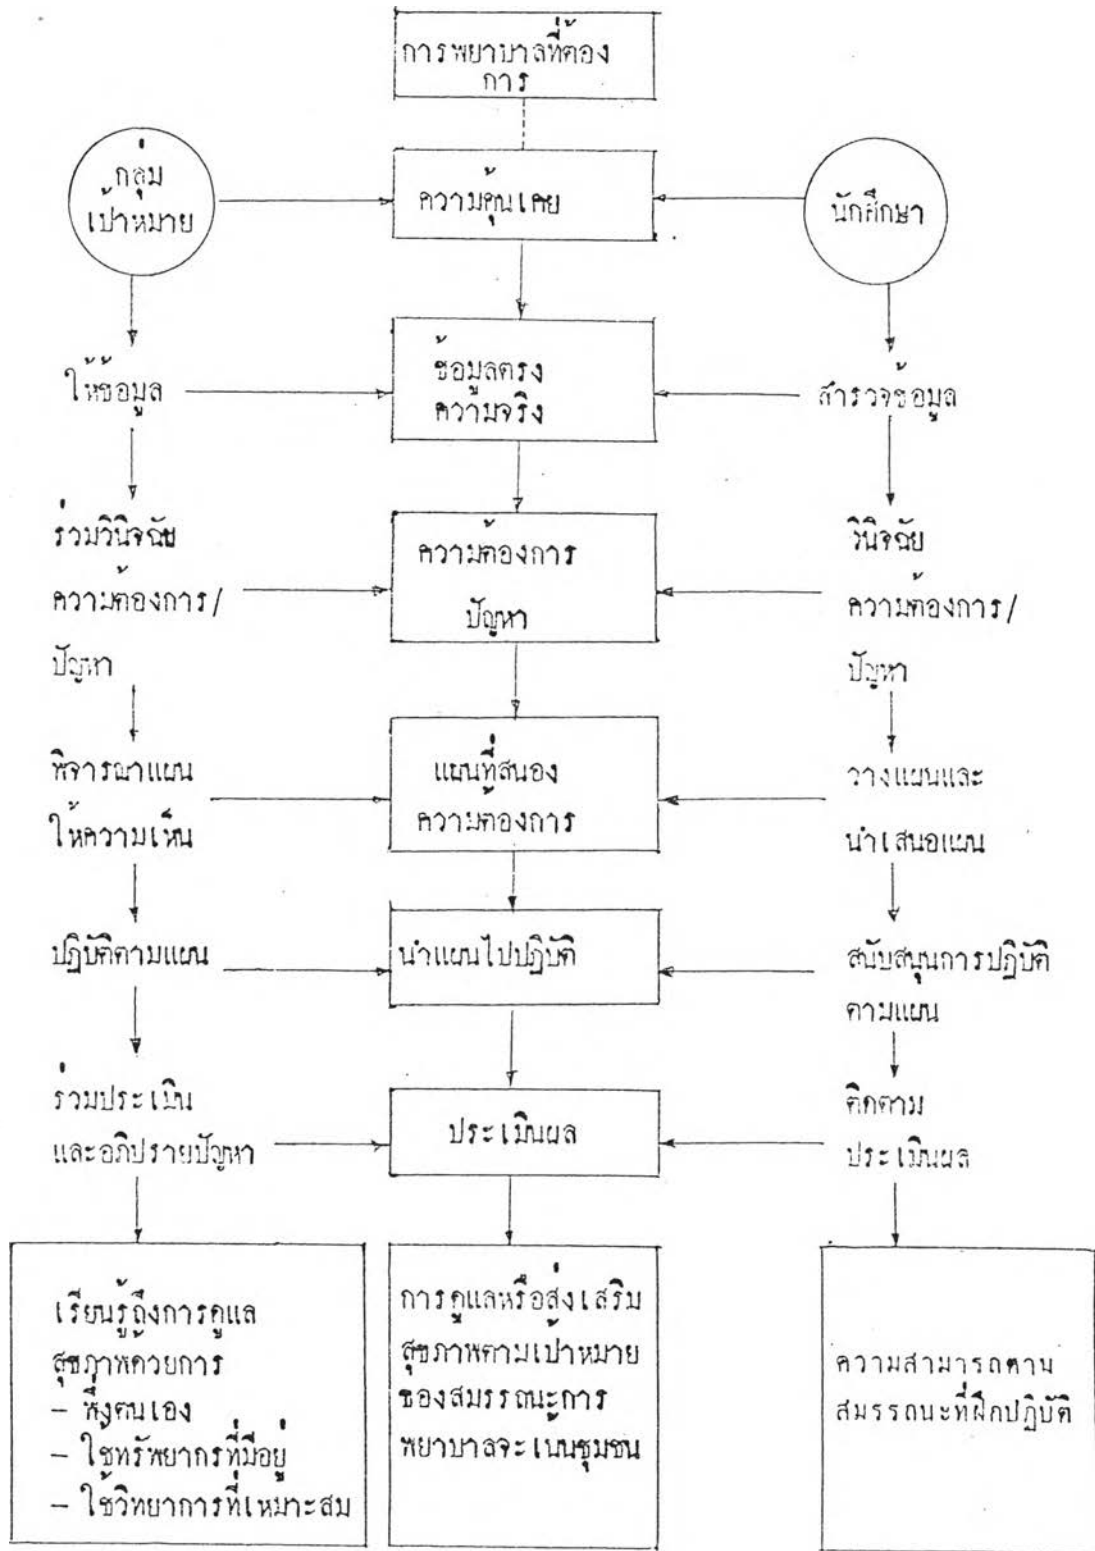 การพยาบาลที่ต้อง
การ
กลุ่ม
เป้าหมาย
ความคุ้นเคย
นักศึกษา
ให้ข้อมูล
ข้อมูลตรง
ความจริง
สำรวจข้อมูล
ร่วมวินิจฉัย
ความต้องการ/
ปัญหา
ความต้องการ
ปัญหา
วินิจฉัย
ความต้องการ/
ปัญหา
พิจารณาแผน
ให้ความเห็น
แผนที่สนอง
ความต้องการ
วางแผนและ
นำเสนอแผน
ปฏิบัติตามแผน
นำแผนไปปฏิบัติ
สนับสนุนการปฏิบัติ
ตามแผน
ร่วมประเมิน
และอภิปรายปัญหา
ประเมินผล
ติดตาม
ประเมินผล
เรียนรู้ถึงการดูแล
สุขภาพด้วยการ
- พึ่งตนเอง
- ใช้ทรัพยากรที่มีอยู่
- ใช้วิทยาการที่เหมาะสม
การดูแลหรือส่งเสริม
สุขภาพตามเป้าหมาย
ของสมรรถนะการ
พยาบาลจะเน้นชุมชน
ความสามารถตาม
สมรรถนะที่ฝึกปฏิบัติ